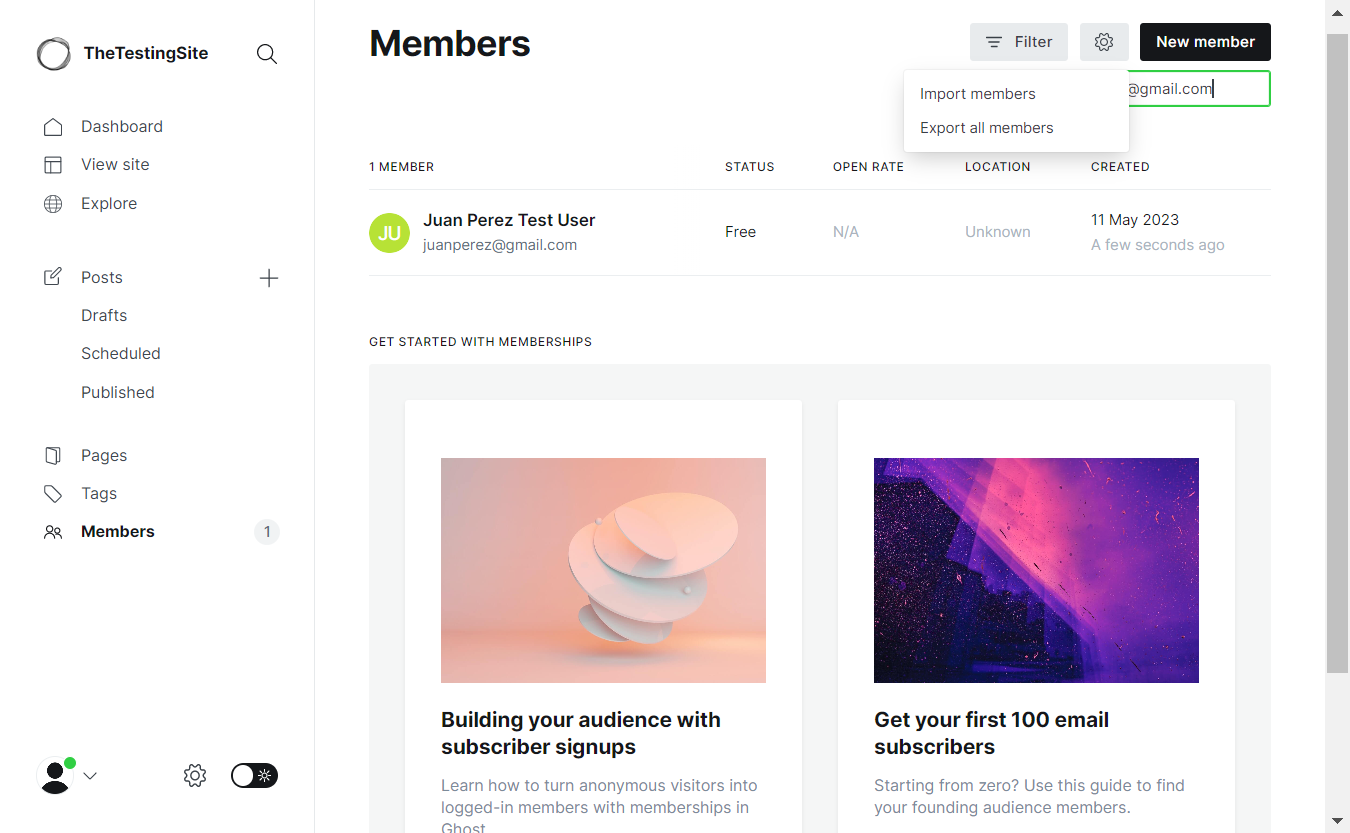 TheTestingSite
Dashboard
View site
Explore
Posts
Drafts
Scheduled
Published
Pages
Tags
Members 1
Members
Filter
New member
Import members
Export all members
@gmail.com
1 MEMBER STATUS OPEN RATE LOCATION CREATED
JU
Juan Perez Test User
juanperez@gmail.com
Free
N/A
Unknown
11 May 2023
A few seconds ago
GET STARTED WITH MEMBERSHIPS
Building your audience with
subscriber signups
Learn how to turn anonymous visitors into
logged-in members with memberships in
Ghost
Get your first 100 email
subscribers
Starting from zero? Use this guide to find
your founding audience members.